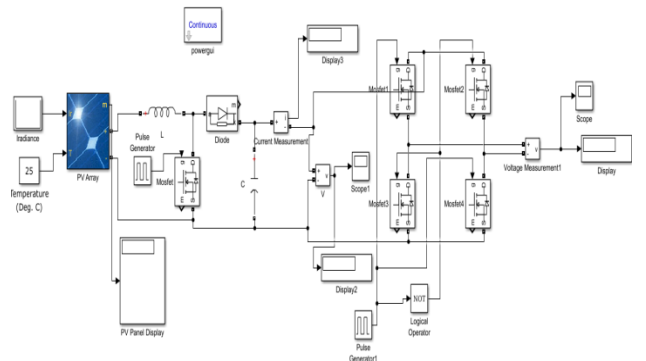 Continuous
powergui
Display3
Mosfet1
Mosfet2
Scope
Irradiance
PV Array
L
Pulse
Generator
Mosfet
Diode
Current Measurement
C
V
Scope1
Voltage Measurement1
Display
25
Temperature
(Deg. C)
Mosfet3
Mosfet4
Display2
PV Panel Display
Pulse
Generator1
NOT
Logical
Operator